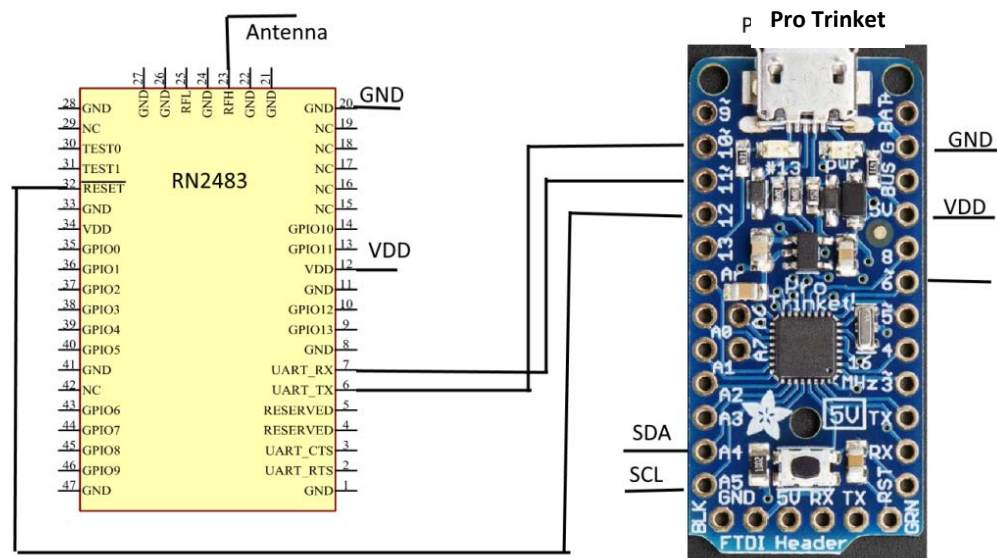 Antenna
27
26
25
24
23
22
21
GND
GND
RFL
GND
RFH
GND
GND
RN2483
28 GND
29 NC
30 TEST0
31 TEST1
32 RESET
33 GND
34 VDD
35 GPIO0
36 GPIO1
37 GPIO2
38 GPIO3
39 GPIO4
40 GPIO5
41 GND
42 NC
43 GPIO6
44 GPIO7
45 GPIO8
46 GPIO9
47 GND
GND 20
NC 19
NC 18
NC 17
NC 16
NC 15
GPIO10 14
GPIO11 13
VDD 12
GND 11
GPIO12 10
GPIO13 9
GND 8
UART_RX 7
UART_TX 6
RESERVED 5
RESERVED 4
UART_CTS 3
UART_RTS 2
GND 1
GND
VDD
SDA
SCL
Pro Trinket
9
10
11
12
13
Ar
A0
A6
A7
A1
A2
A3
A4
A5
#13
pwr
BAT+
G
BUS
5V
8
6
5
4
3
TX
RX
RST
Pro
Trinket!
16
MHz
5V
GND 5V RX TX
BLK
GRN
FTDI Header
GND
VDD